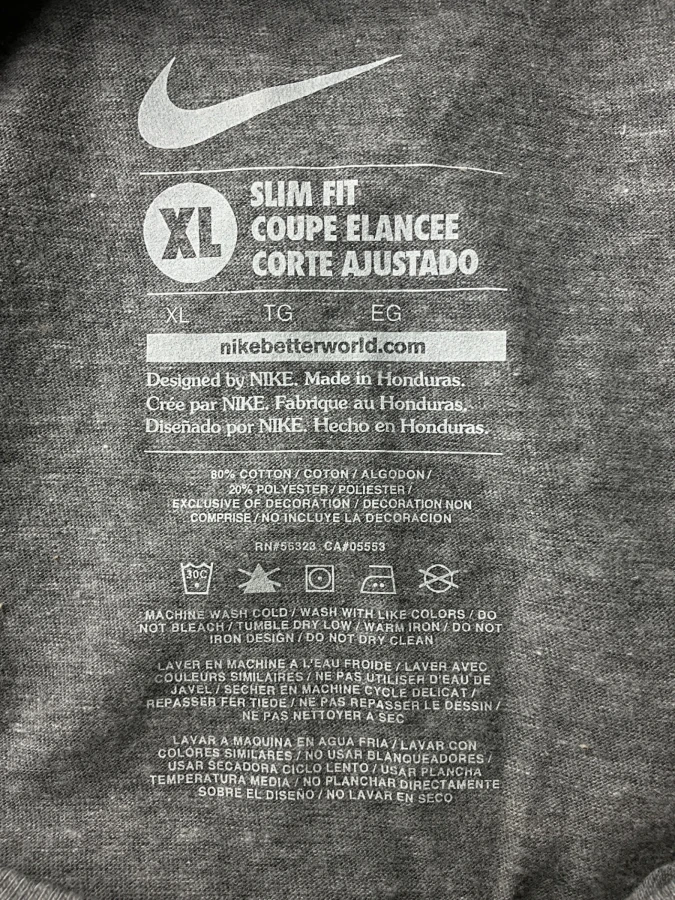 XL
SLIM FIT
COUPE ELANCEE
CORTE AJUSTADO
XL TG EG
nikebetterworld.com
Designed by NIKE. Made in Honduras.
Crée par NIKE. Fabrique au Honduras.
Diseñado por NIKE. Hecho en Honduras.
80% COTTON / COTON / ALGODON /
20% POLYESTER / POLIESTER /
EXCLUSIVE OF DECORATION / DECORATION NON
COMPRISE / NO INCLUYE LA DECORACION
RN#56323 CA#05553
30C
MACHINE WASH COLD / WASH WITH LIKE COLORS / DO
NOT BLEACH / TUMBLE DRY LOW / WARM IRON / DO NOT
IRON DESIGN / DO NOT DRY CLEAN
LAVER EN MACHINE A L'EAU FROIDE / LAVER AVEC
COULEURS SIMILAIRES / NE PAS UTILISER D'EAU DE
JAVEL / SECHER EN MACHINE CYCLE DELICAT /
REPASSER FER TIEDE / NE PAS REPASSER LE DESSIN /
NE PAS NETTOYER A SEC
LAVAR A MAQUINA EN AGUA FRIA / LAVAR CON
COLORES SIMILARES / NO USAR BLANQUEADORES /
USAR SECADORA CICLO LENTO / USAR PLANCHA
TEMPERATURA MEDIA / NO PLANCHAR DIRECTAMENTE
SOBRE EL DISEÑO / NO LAVAR EN SECO